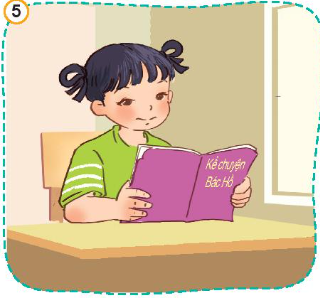 5
Kể chuyện
Bác Hồ